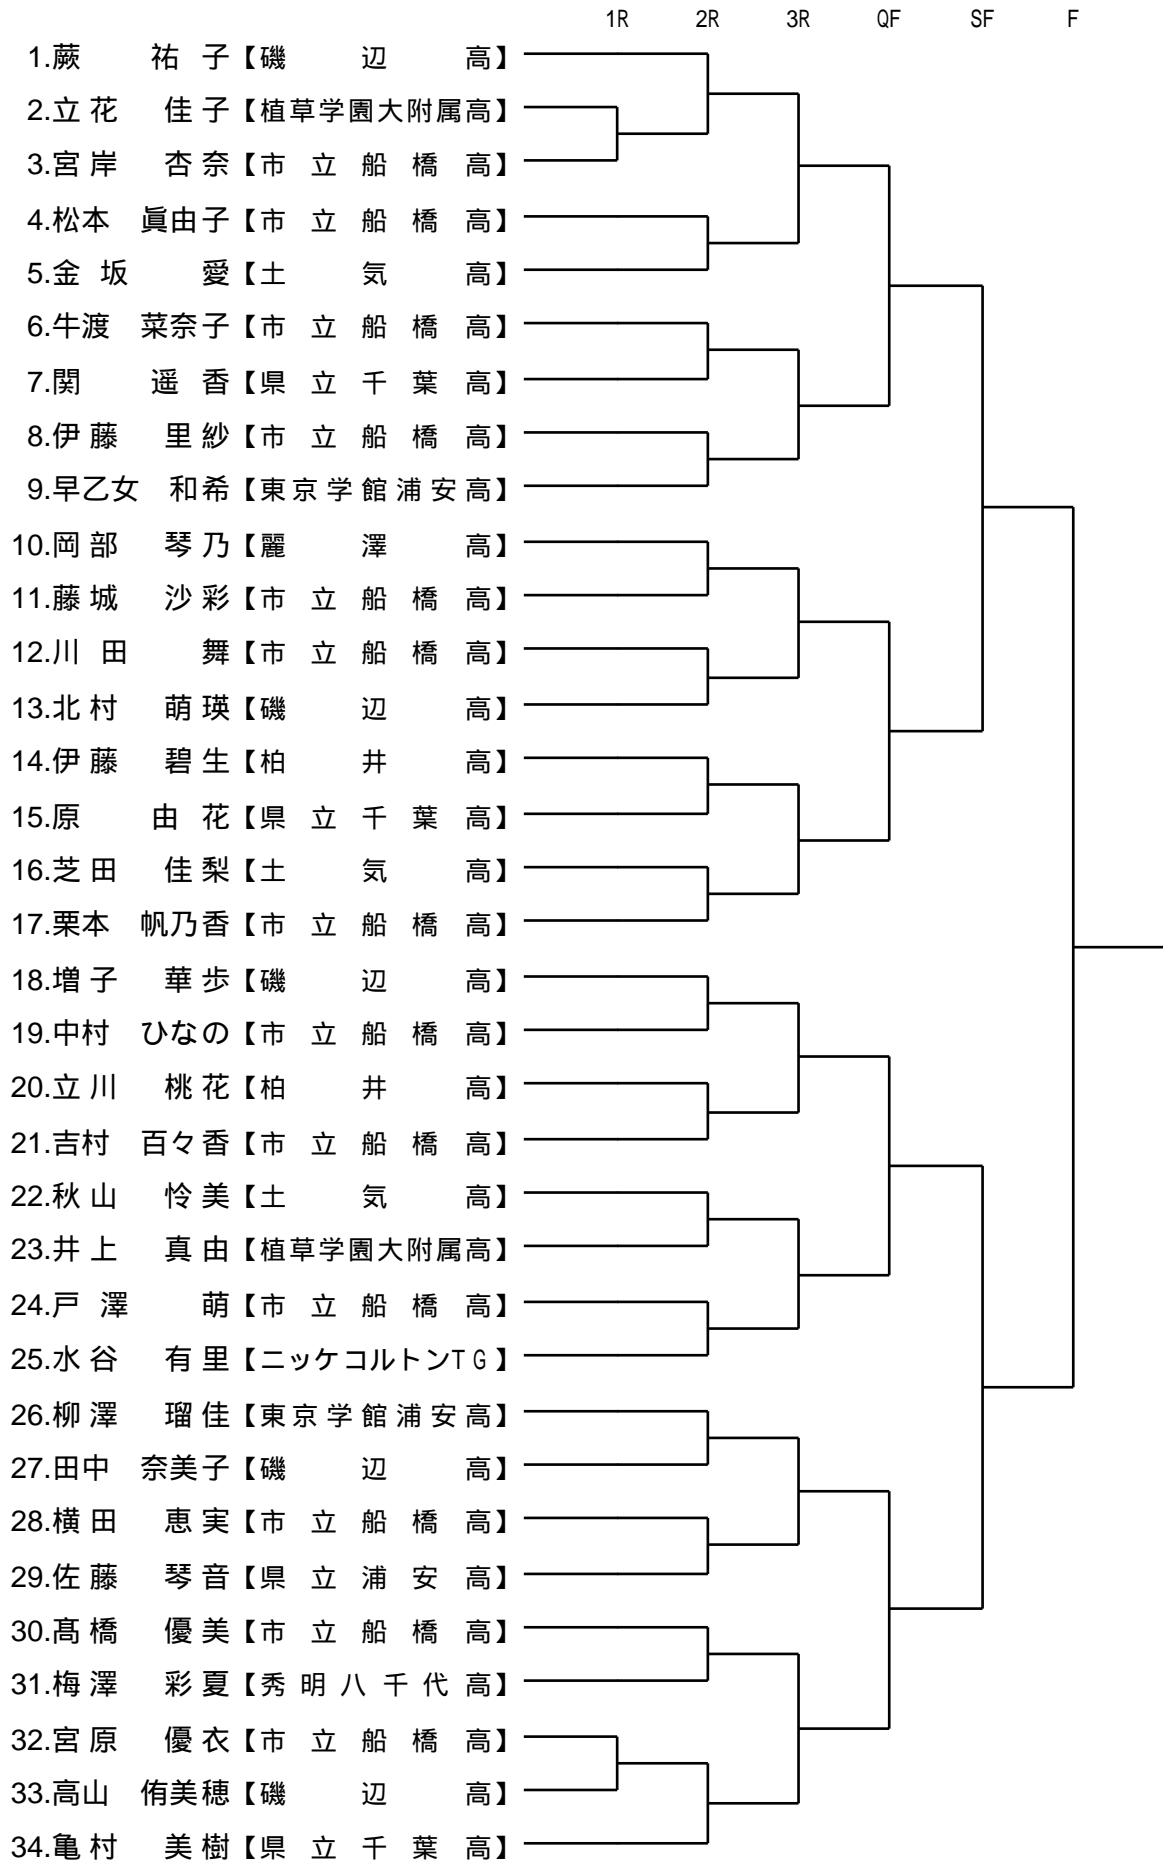 1R 2R 3R QF SF F
1.蕨 祐子【磯辺高】
2.立花 佳子【植草学園大附属高】
3.宮岸 杏奈【市立船橋高】
4.松本 眞由子【市立船橋高】
5.金坂 愛【土気高】
6.牛渡 菜奈子【市立船橋高】
7.関 遥香【県立千葉高】
8.伊藤 里紗【市立船橋高】
9.早乙女 和希【東京学館浦安高】
10.岡部 琴乃【麗澤高】
11.藤城 沙彩【市立船橋高】
12.川田 舞【市立船橋高】
13.北村 萌瑛【磯辺高】
14.伊藤 碧生【柏井高】
15.原 由花【県立千葉高】
16.芝田 佳梨【土気高】
17.栗本 帆乃香【市立船橋高】
18.増子 華歩【磯辺高】
19.中村 ひなの【市立船橋高】
20.立川 桃花【柏井高】
21.吉村 百々香【市立船橋高】
22.秋山 怜美【土気高】
23.井上 真由【植草学園大附属高】
24.戸澤 萌【市立船橋高】
25.水谷 有里【ニッケコルトンTG】
26.柳澤 瑠佳【東京学館浦安高】
27.田中 奈美子【磯辺高】
28.横田 恵実【市立船橋高】
29.佐藤 琴音【県立浦安高】
30.髙橋 優美【市立船橋高】
31.梅澤 彩夏【秀明八千代高】
32.宮原 優衣【市立船橋高】
33.高山 侑美穂【磯辺高】
34.亀村 美樹【県立千葉高】